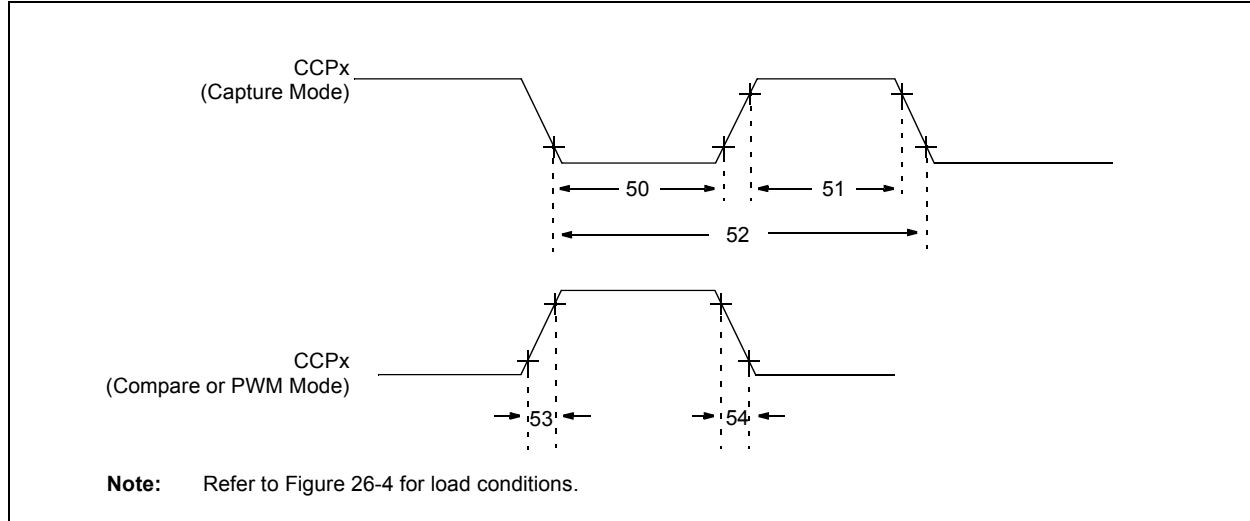 CCPx
(Capture Mode)
50
51
52
CCPx
(Compare or PWM Mode)
53
54
Note: Refer to Figure 26-4 for load conditions.